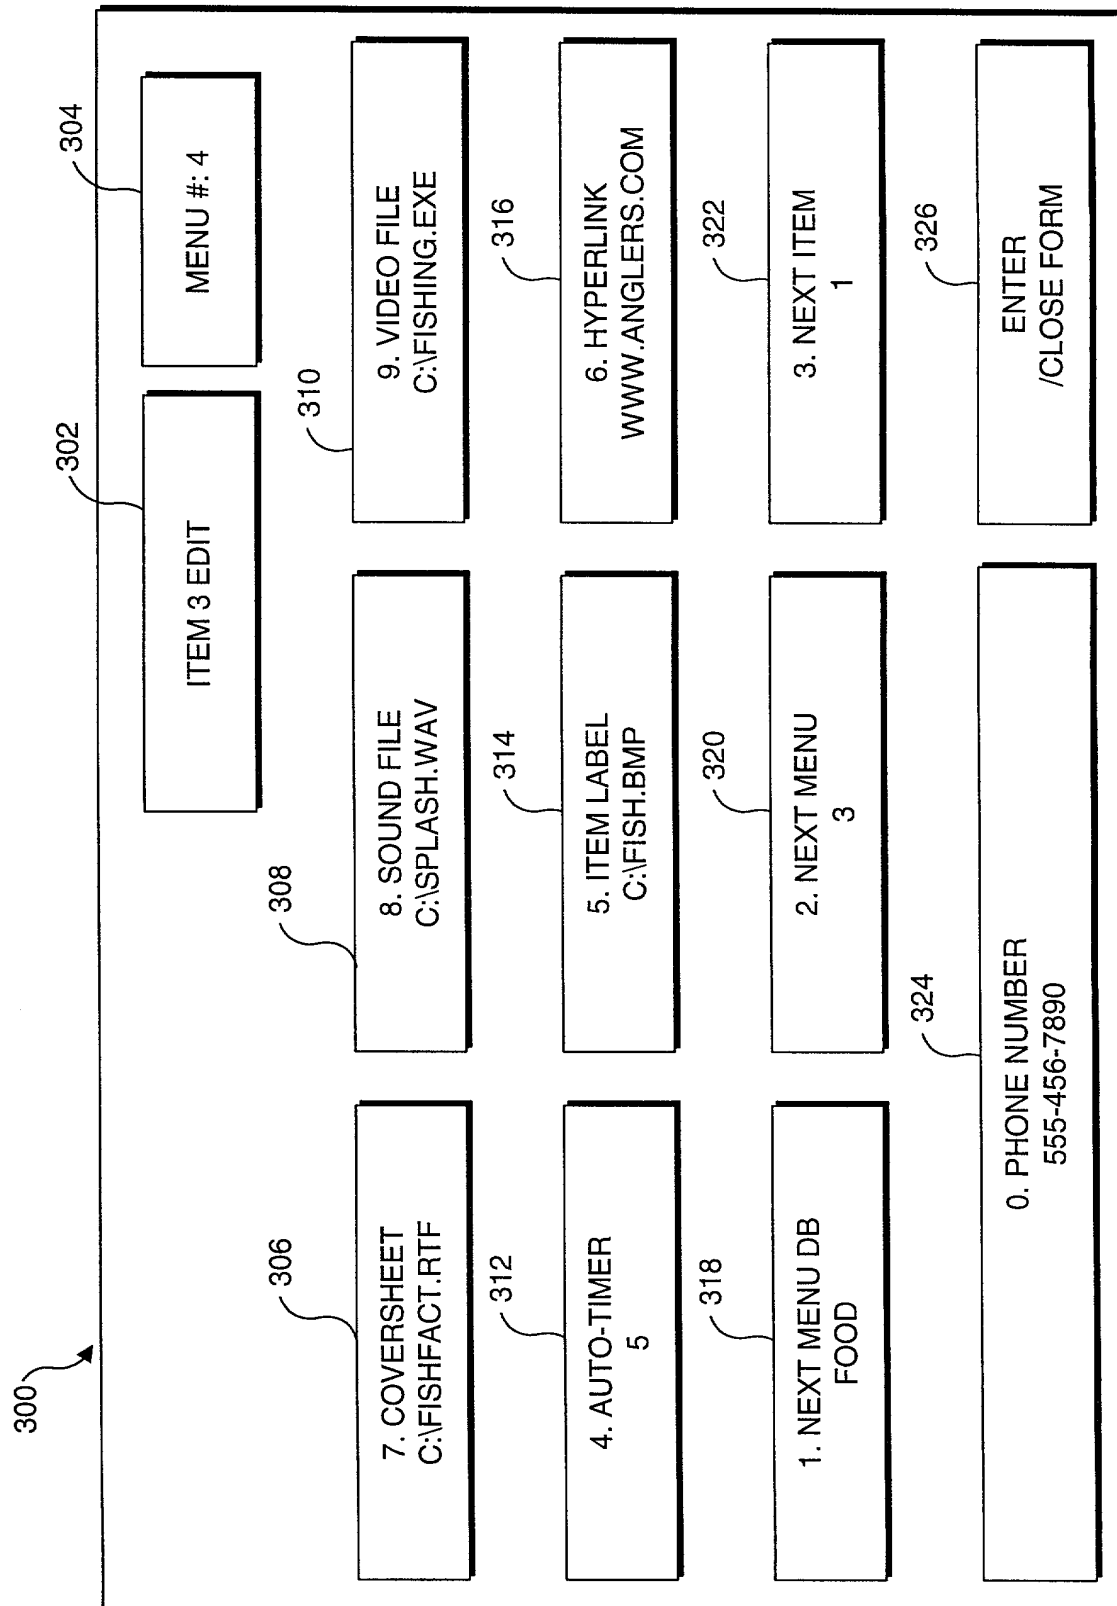 300
302
304
ITEM 3 EDIT
MENU #: 4
306
308
310
7. COVERSHEET
C:\FISHFACT.RTF
8. SOUND FILE
C:\SPLASH.WAV
9. VIDEO FILE
C:\FISHING.EXE
312
314
316
4. AUTO-TIMER
5
5. ITEM LABEL
C:\FISH.BMP
6. HYPERLINK
WWW.ANGLERS.COM
318
320
322
1. NEXT MENU DB
FOOD
2. NEXT MENU
3
3. NEXT ITEM
1
324
326
0. PHONE NUMBER
555-456-7890
ENTER
/CLOSE FORM